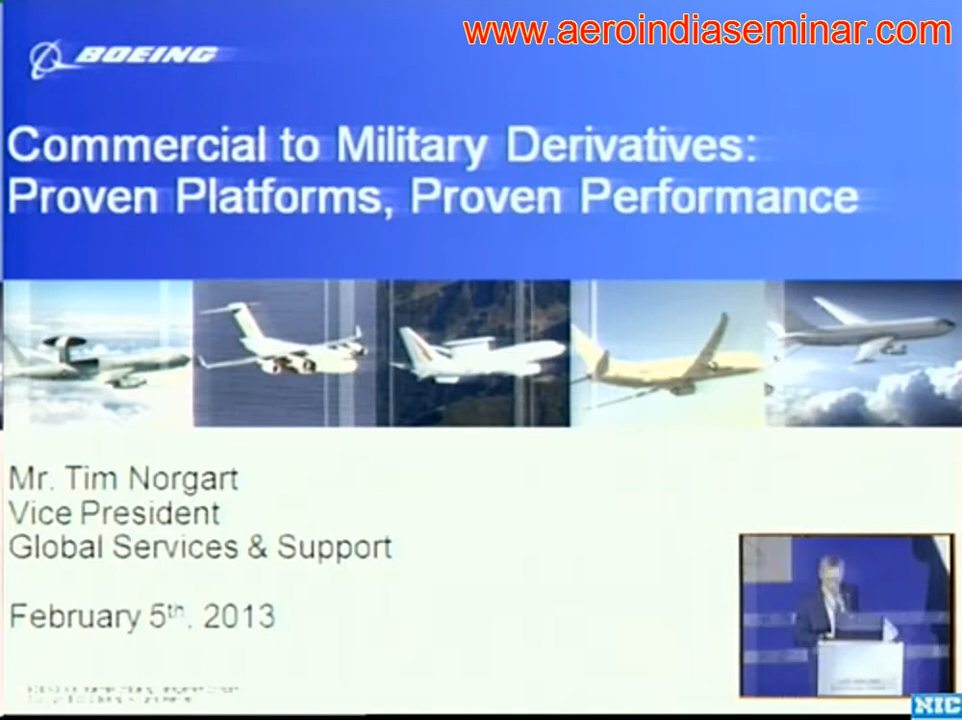 www.aeroindiaseminar.com
BOEING
Commercial to Military Derivatives:
Proven Platforms, Proven Performance
Mr. Tim Norgart
Vice President
Global Services & Support
February 5th, 2013
NIC